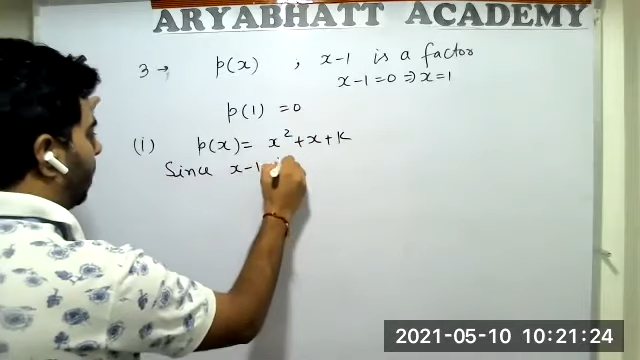 ARYABHATT ACADEMY
3 → p(x) , x-1 is a factor
x-1=0 ⇒ x=1
p(1) = 0
(i) p(x) = x² + x + k
Since x-1
2021-05-10 10:21:24